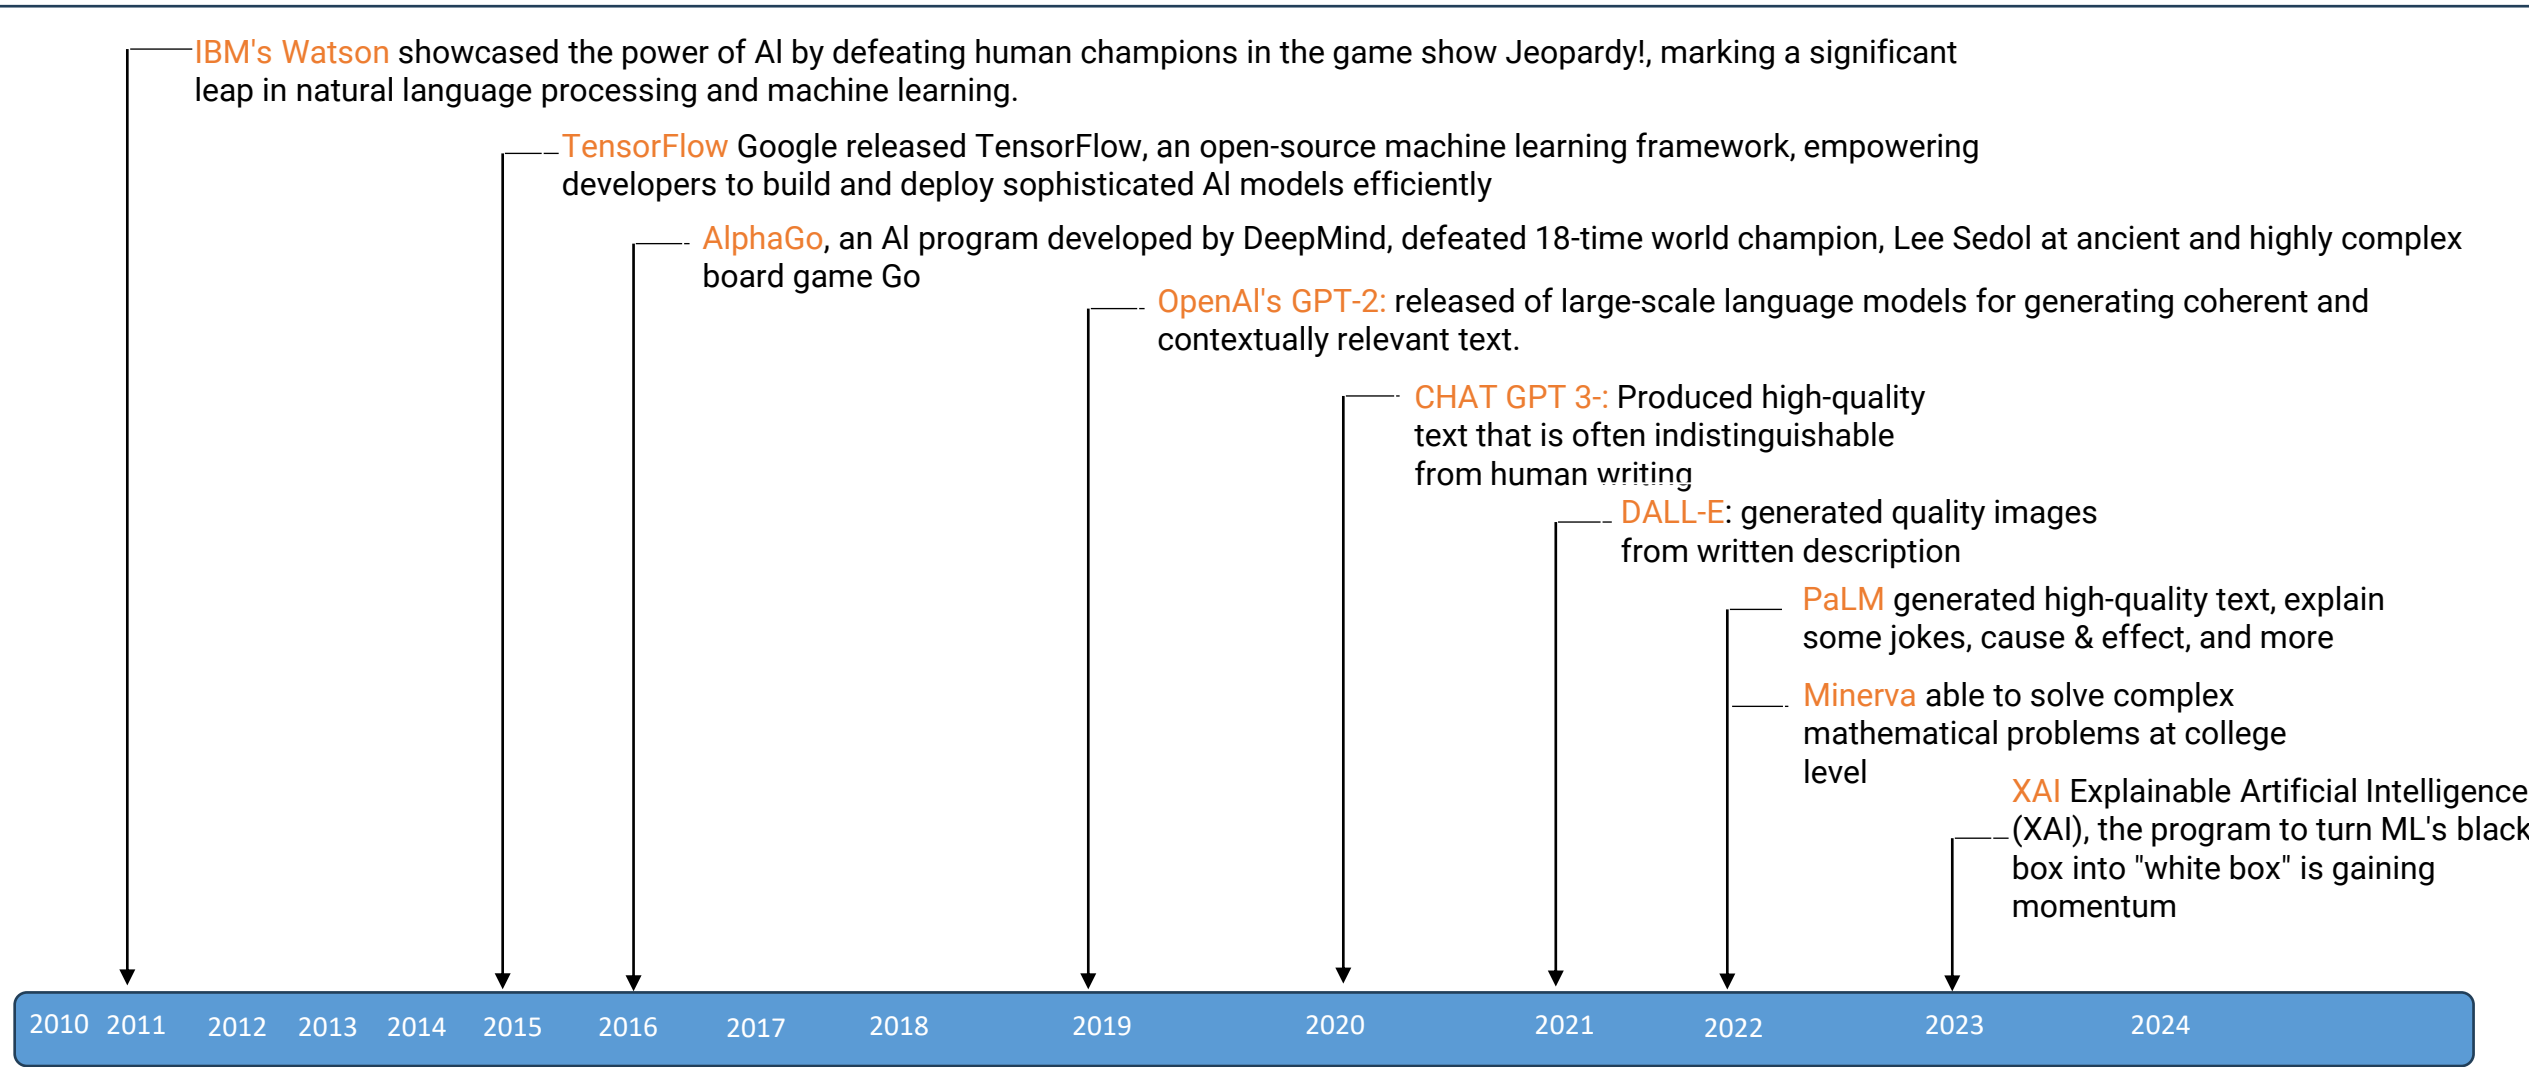 IBM's Watson showcased the power of AI by defeating human champions in the game show Jeopardy!, marking a significant
leap in natural language processing and machine learning.
TensorFlow Google released TensorFlow, an open-source machine learning framework, empowering
developers to build and deploy sophisticated AI models efficiently
AlphaGo, an AI program developed by DeepMind, defeated 18-time world champion, Lee Sedol at ancient and highly complex
board game Go
OpenAI's GPT-2: released of large-scale language models for generating coherent and
contextually relevant text.
CHAT GPT 3-: Produced high-quality
text that is often indistinguishable
from human writing
DALL-E: generated quality images
from written description
PaLM generated high-quality text, explain
some jokes, cause & effect, and more
Minerva able to solve complex
mathematical problems at college
level
XAI Explainable Artificial Intelligence
(XAI), the program to turn ML's black
box into "white box" is gaining
momentum
2010 2011 2012 2013 2014 2015 2016 2017 2018 2019 2020 2021 2022 2023 2024